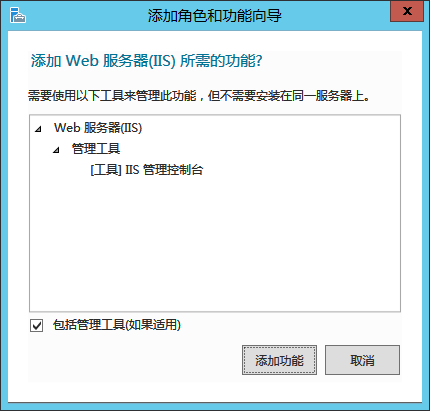 添加角色和功能向导
x
添加 Web 服务器(IIS) 所需的功能?
需要使用以下工具来管理此功能，但不需要安装在同一服务器上。
Web 服务器(IIS)
管理工具
[工具] IIS 管理控制台
包括管理工具(如果适用)
添加功能
取消